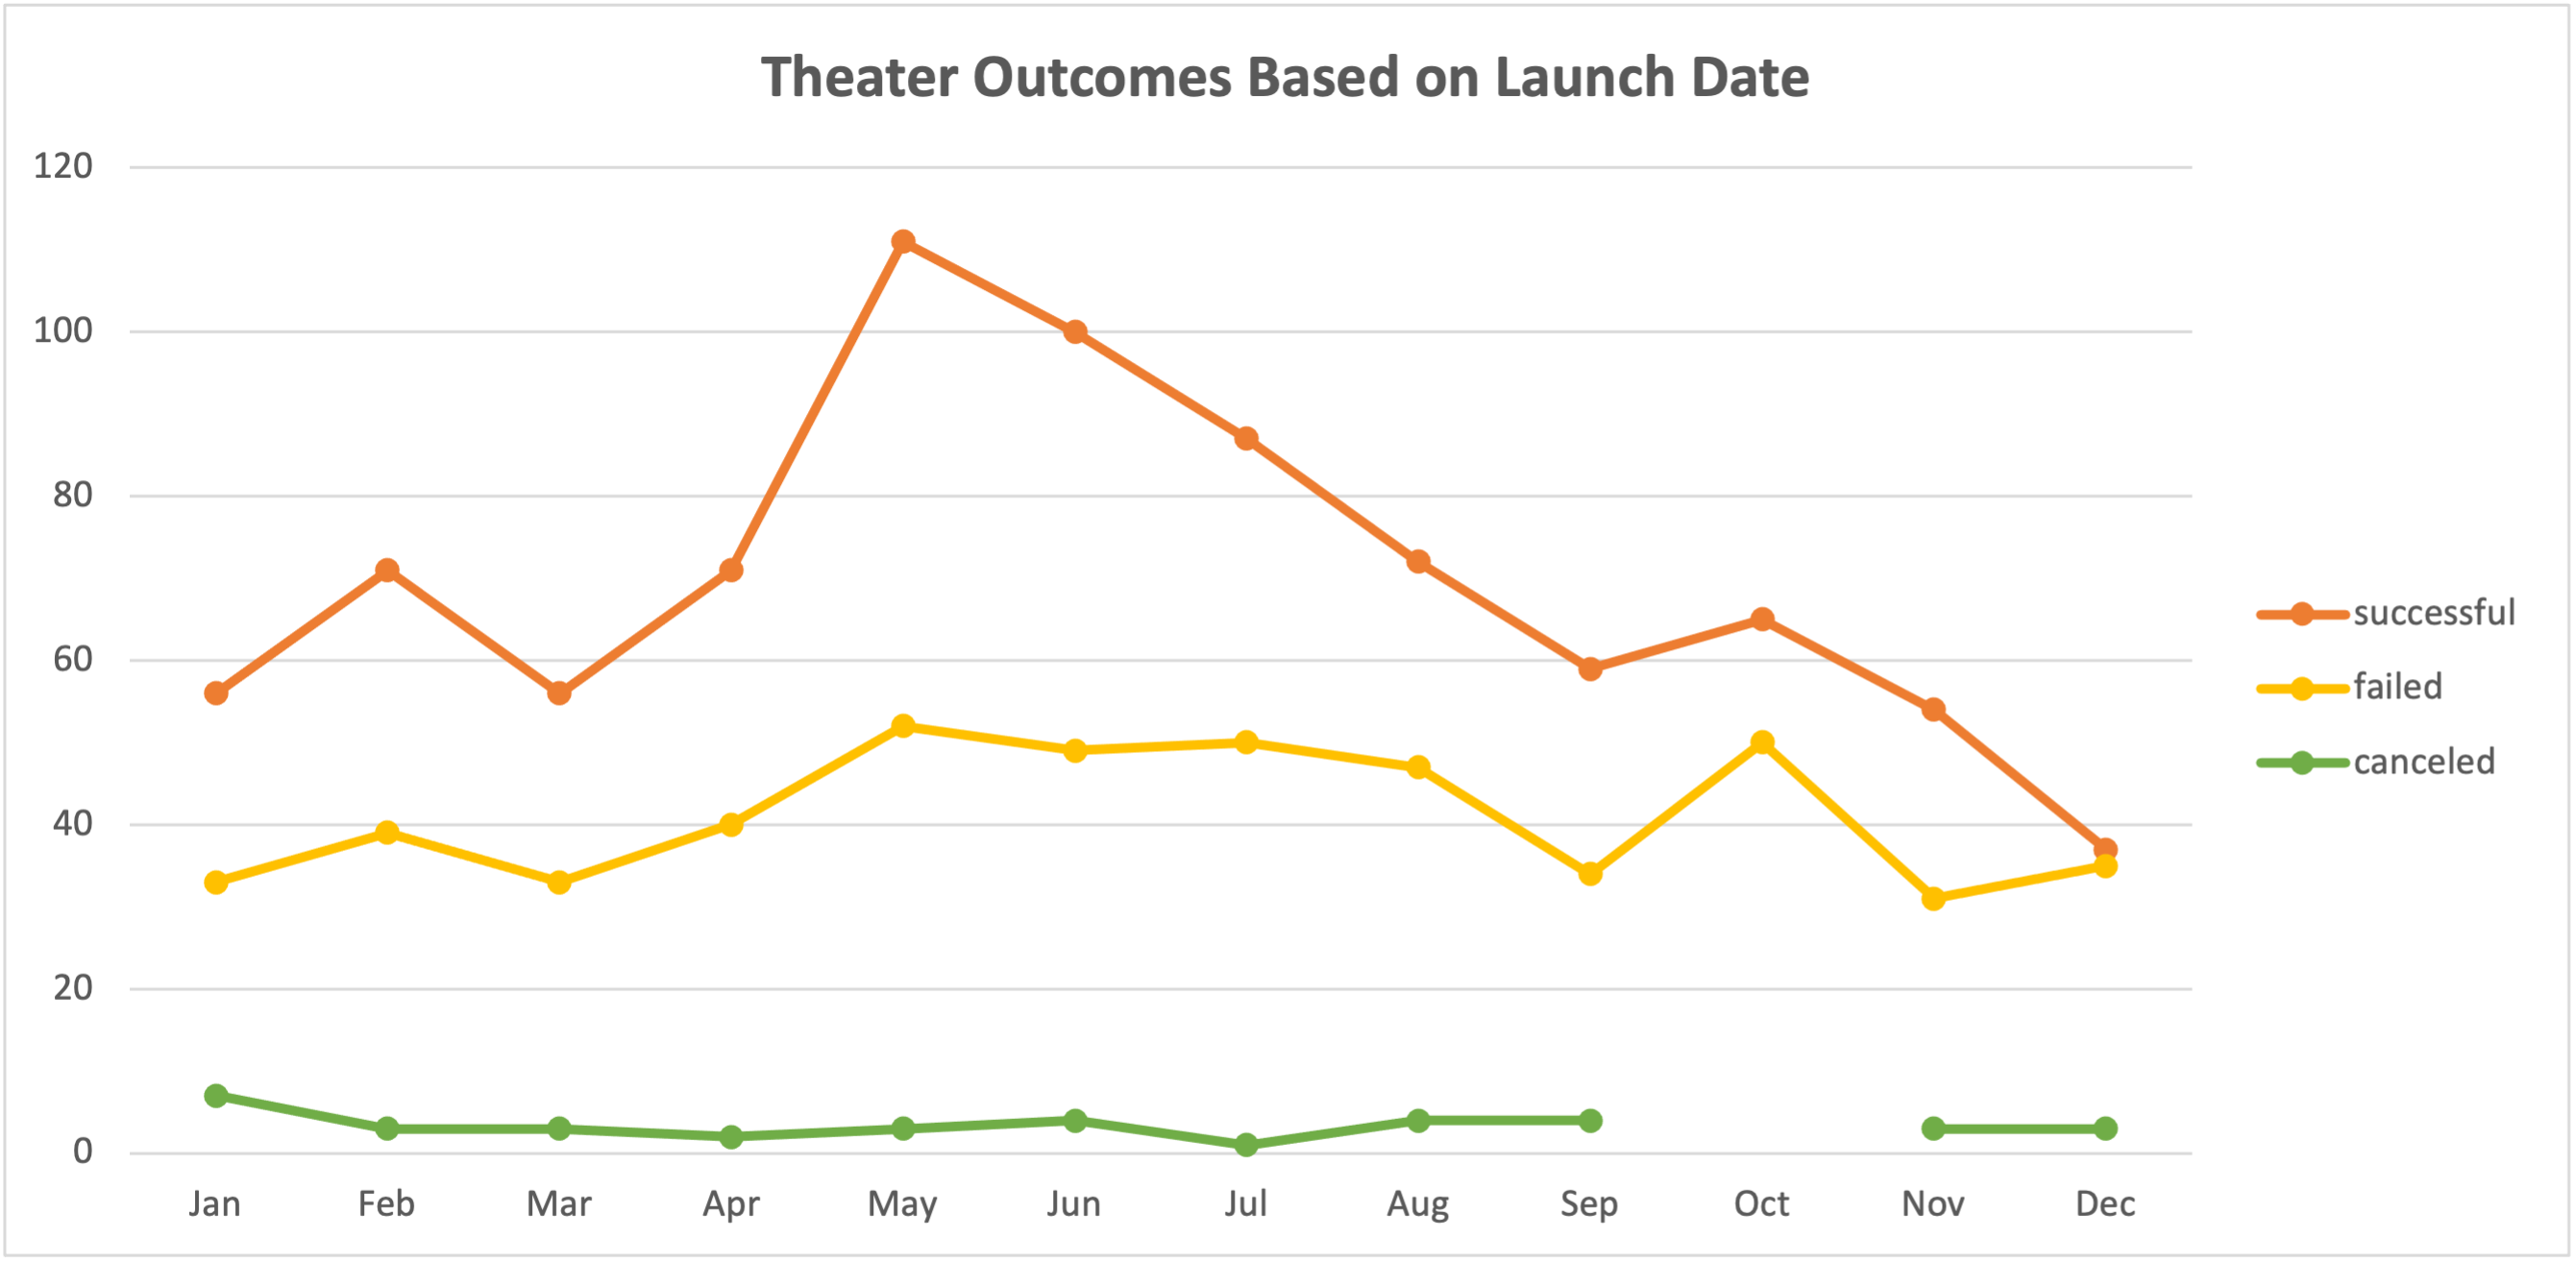 Theater Outcomes Based on Launch Date
120
100
80
60
40
20
0
Jan Feb Mar Apr May Jun Jul Aug Sep Oct Nov Dec
successful
failed
canceled